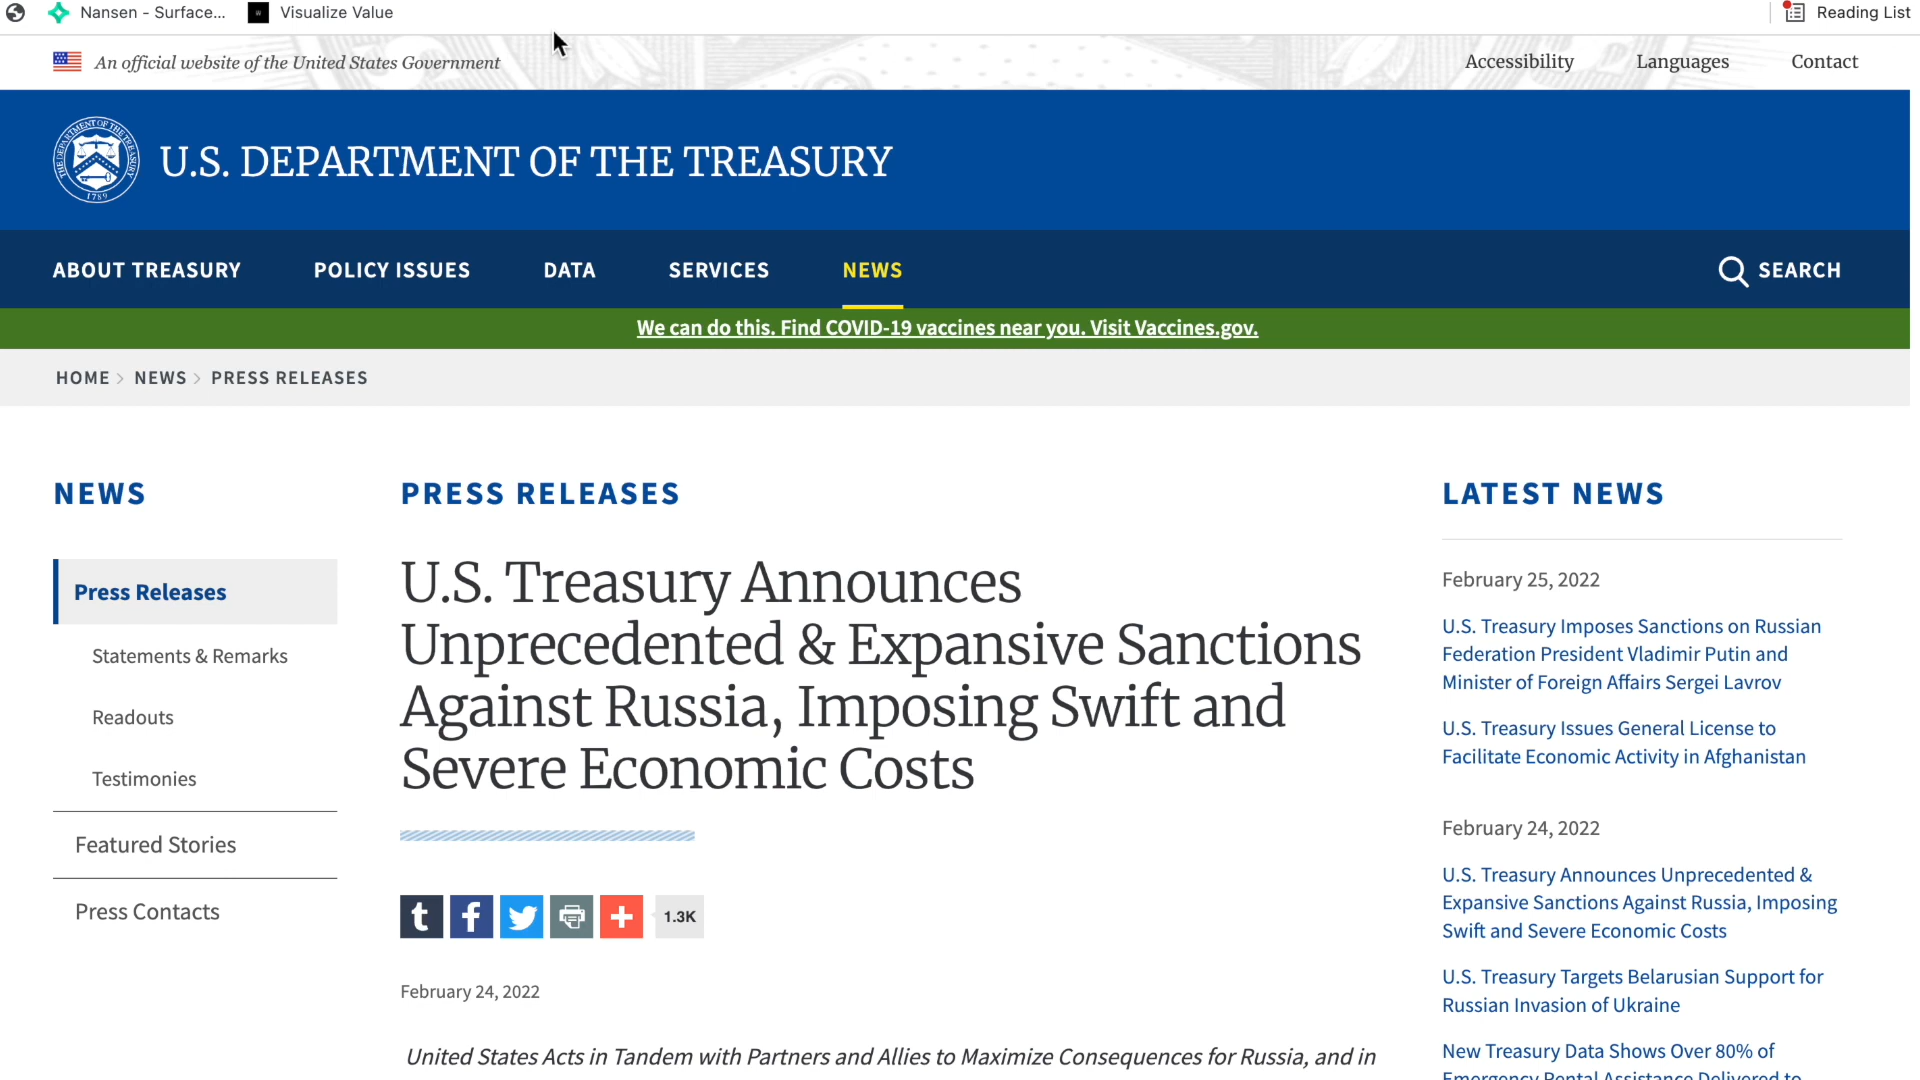 Nansen - Surface...
Visualize Value
Reading List
An official website of the United States Government
Accessibility
Languages
Contact
THE DEPARTMENT OF THE TREASURY
1789
U.S. DEPARTMENT OF THE TREASURY
ABOUT TREASURY
POLICY ISSUES
DATA
SERVICES
NEWS
SEARCH
We can do this. Find COVID-19 vaccines near you. Visit Vaccines.gov.
HOME
NEWS
PRESS RELEASES
NEWS
Press Releases
Statements & Remarks
Readouts
Testimonies
Featured Stories
Press Contacts
PRESS RELEASES
U.S. Treasury Announces
Unprecedented & Expansive Sanctions
Against Russia, Imposing Swift and
Severe Economic Costs
1.3K
February 24, 2022
United States Acts in Tandem with Partners and Allies to Maximize Consequences for Russia, and in
LATEST NEWS
February 25, 2022
U.S. Treasury Imposes Sanctions on Russian
Federation President Vladimir Putin and
Minister of Foreign Affairs Sergei Lavrov
U.S. Treasury Issues General License to
Facilitate Economic Activity in Afghanistan
February 24, 2022
U.S. Treasury Announces Unprecedented &
Expansive Sanctions Against Russia, Imposing
Swift and Severe Economic Costs
U.S. Treasury Targets Belarusian Support for
Russian Invasion of Ukraine
New Treasury Data Shows Over 80% of
Emergency Rental Assistance Delivered to